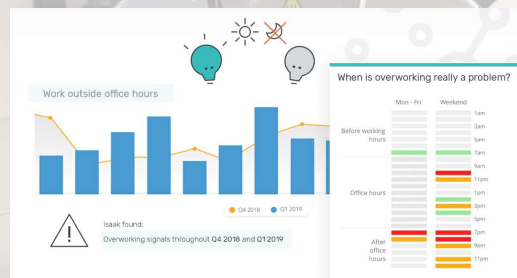 Work outside office hours
Q4 2018
Q1 2019
Isaak found:
Overworking signals throughout Q4 2018 and Q1 2019
When is overworking really a problem?
Mon - Fri
Weekend
Before working
hours
Office hours
After
office
hours
1am
3am
5am
7am
9am
11pm
1pm
3pm
5pm
7pm
9pm
11pm